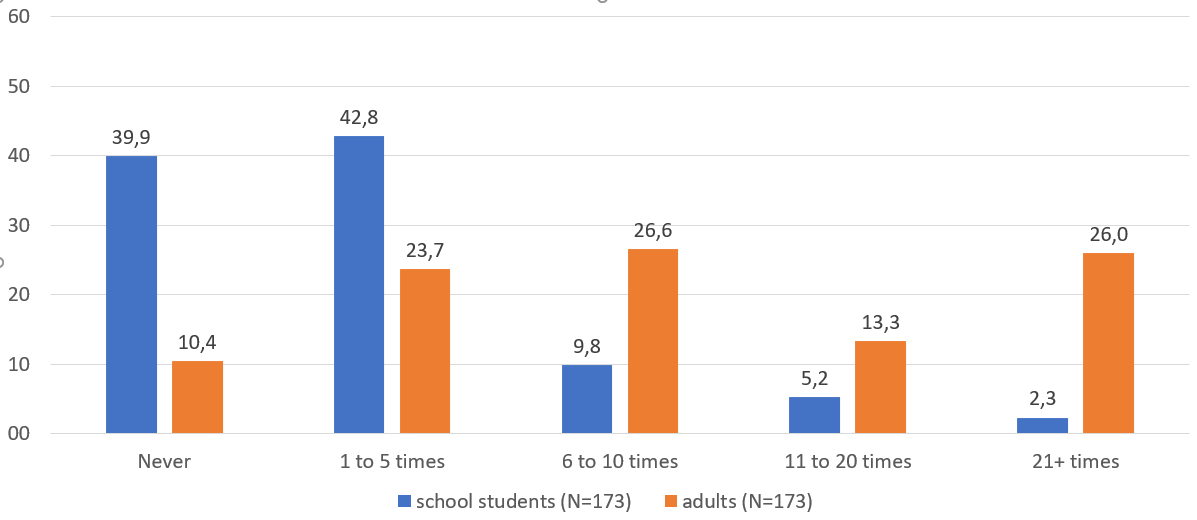 60
50
40
30
20
10
00
39,9
10,4
42,8
23,7
9,8
26,6
5,2
13,3
2,3
26,0
Never
1 to 5 times
6 to 10 times
11 to 20 times
21+ times
school students (N=173)
adults (N=173)